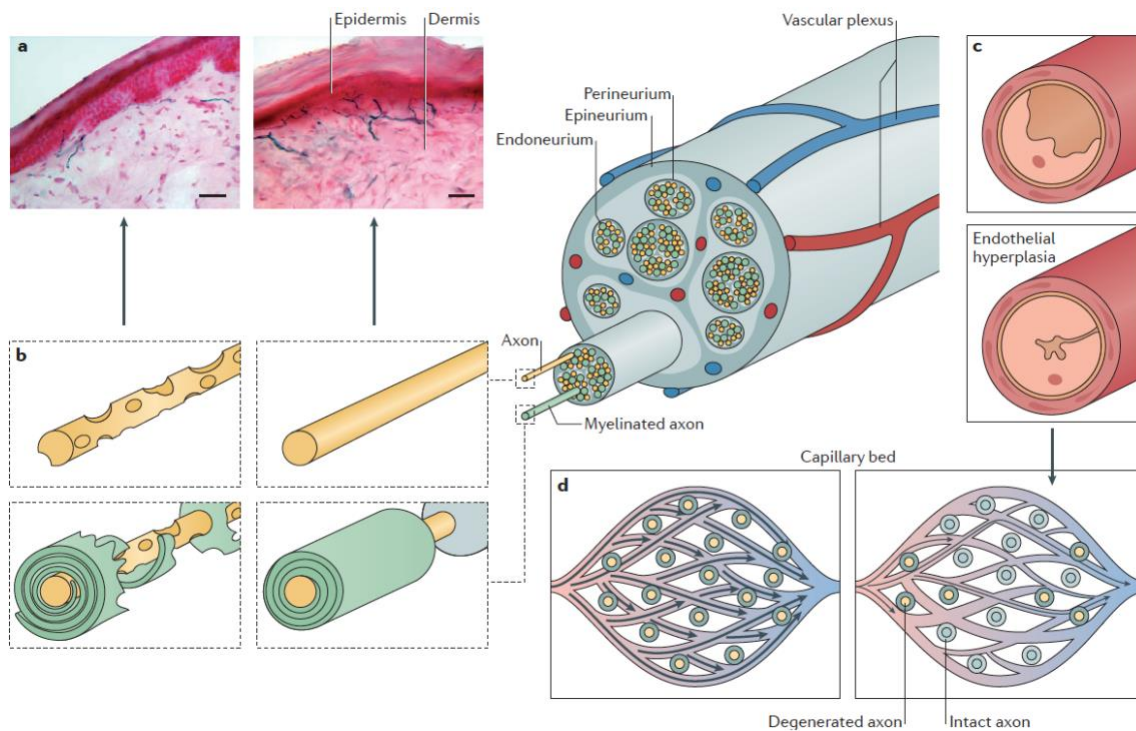 a
Epidermis
Dermis
Vascular plexus
c
Perineurium
Epineurium
Endoneurium
Endothelial
hyperplasia
b
Axon
Myelinated axon
Capillary bed
d
Degenerated axon
Intact axon